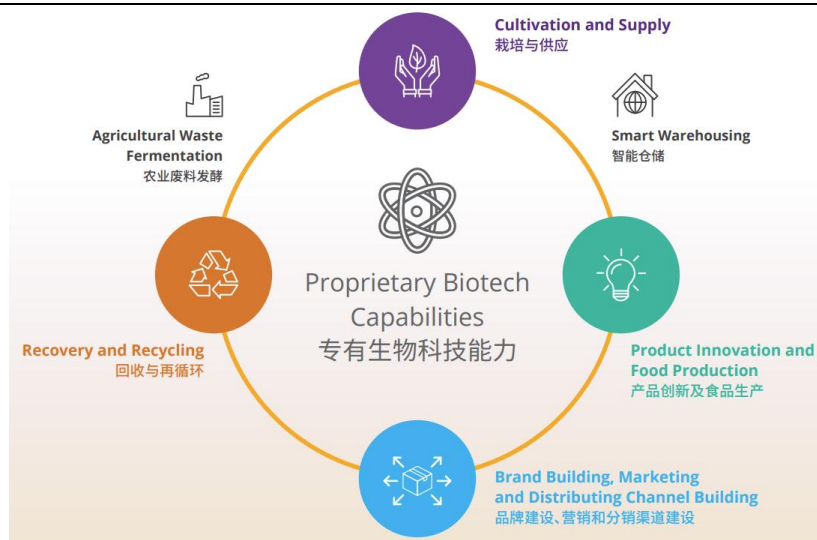 Cultivation and Supply
栽培与供应
Agricultural Waste
Fermentation
农业废料发酵
Smart Warehousing
智能仓储
Proprietary Biotech
Capabilities
专有生物科技能力
Recovery and Recycling
回收与再循环
Product Innovation and
Food Production
产品创新及食品生产
Brand Building, Marketing
and Distributing Channel Building
品牌建设、营销和分销渠道建设